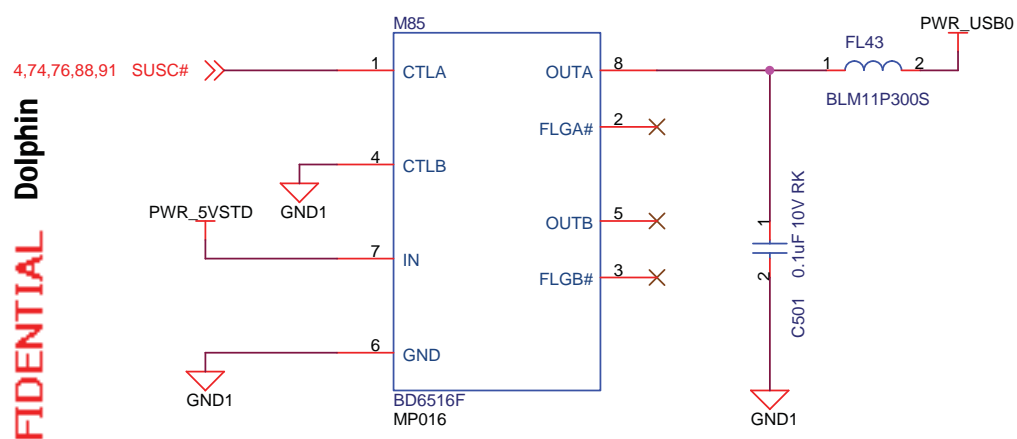 M85
PWR_USB0
FL43
4,74,76,88,91 SUSC#
1 CTLA
OUTA 8
1 2
BLM11P300S
FLGA# 2
4 CTLB
GND1
PWR_5VSTD
OUTB 5
7 IN
FLGB# 3
1
2
C501 0.1uF 10V RK
6 GND
GND1
BD6516F
MP016
GND1
FIDENTIAL Dolphin